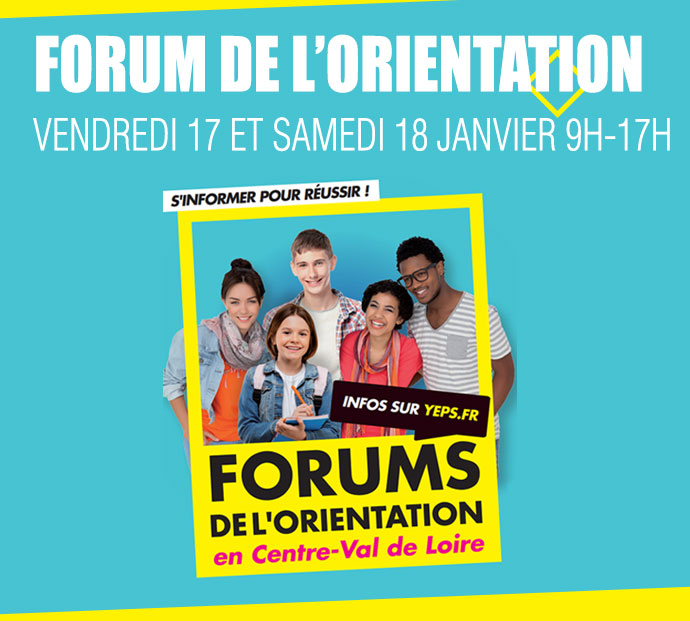 FORUM DE L'ORIENTATION
VENDREDI 17 ET SAMEDI 18 JANVIER 9H-17H
S'INFORMER POUR RÉUSSIR !
INFOS SUR YEPS.FR
FORUMS
DE L'ORIENTATION
en Centre-Val de Loire